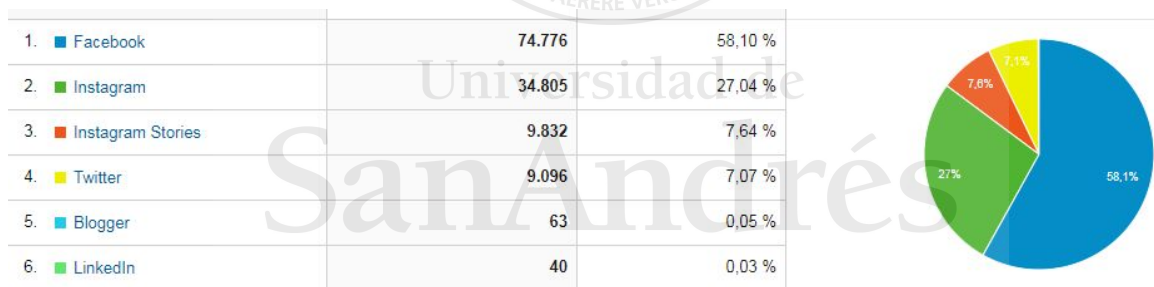 AERERE VER
1. Facebook 74.776 58,10 %
2. Instagram 34.805 27,04 %
3. Instagram Stories 9.832 7,64 %
4. Twitter 9.096 7,07 %
5. Blogger 63 0,05 %
6. LinkedIn 40 0,03 %
7,1%
7,6%
27%
58,1%
Universidad de
SanAndrés